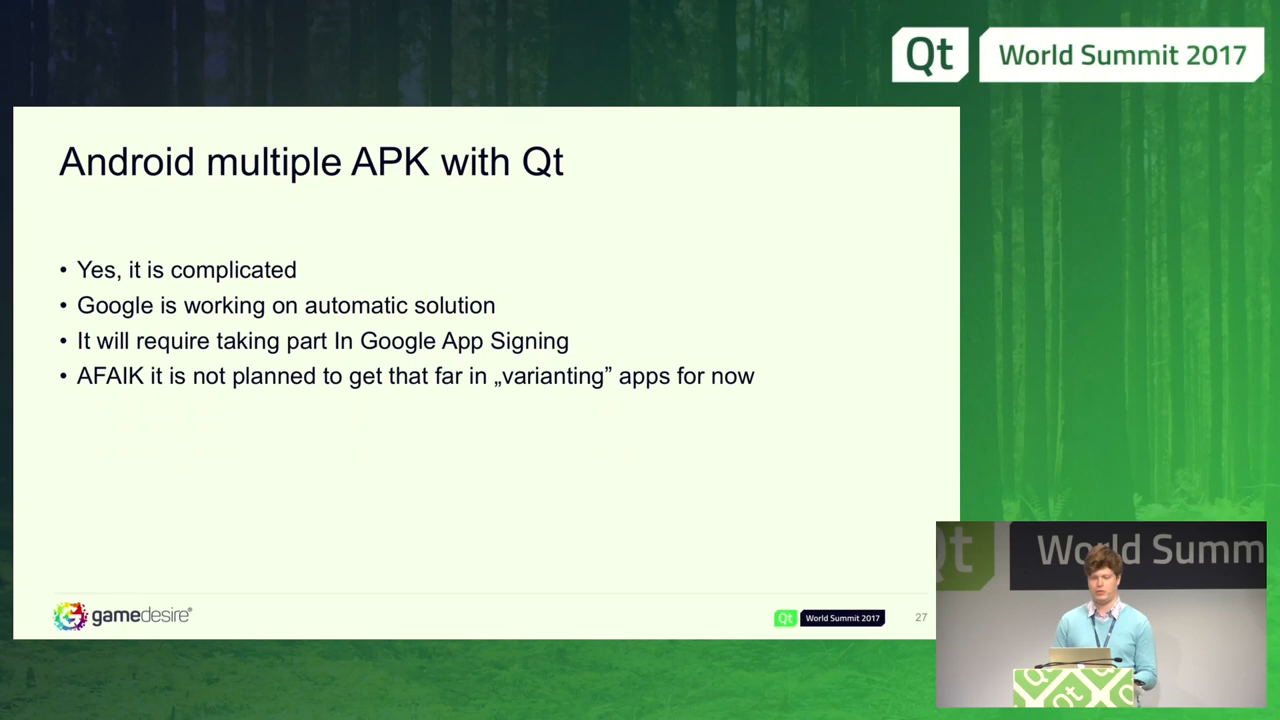 Qt World Summit 2017
Android multiple APK with Qt
• Yes, it is complicated
• Google is working on automatic solution
• It will require taking part In Google App Signing
• AFAIK it is not planned to get that far in „varianting” apps for now
gamedesire®
Qt World Summit 2017
27
Qt World Summ
Qt